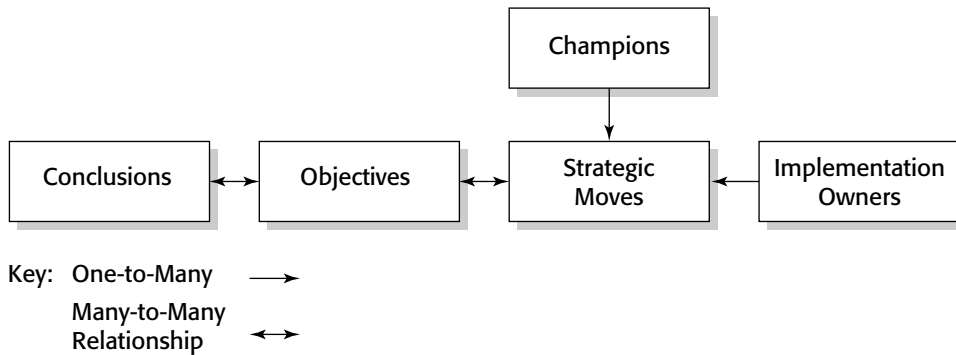 Champions
Conclusions
Objectives
Strategic
Moves
Implementation
Owners
Key: One-to-Many
Many-to-Many
Relationship